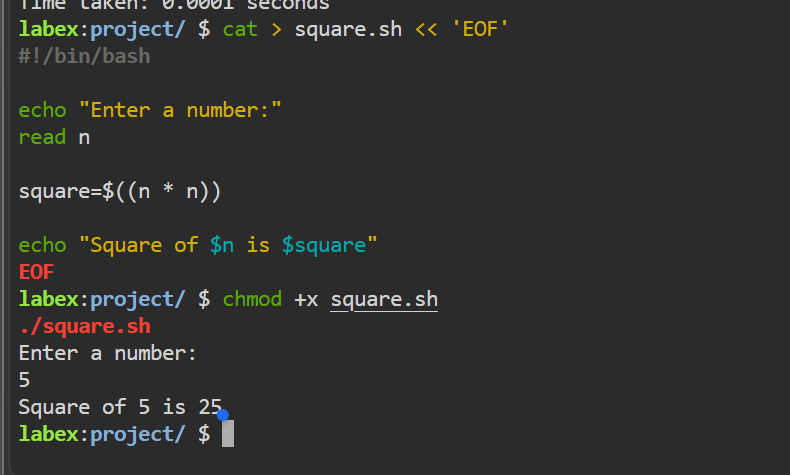 Time taken: 0.0001 seconds
labex:project/ $ cat > square.sh << 'EOF'
#!/bin/bash
echo "Enter a number:"
read n
square=$((n * n))
echo "Square of $n is $square"
EOF
labex:project/ $ chmod +x square.sh
./square.sh
Enter a number:
5
Square of 5 is 25
labex:project/ $